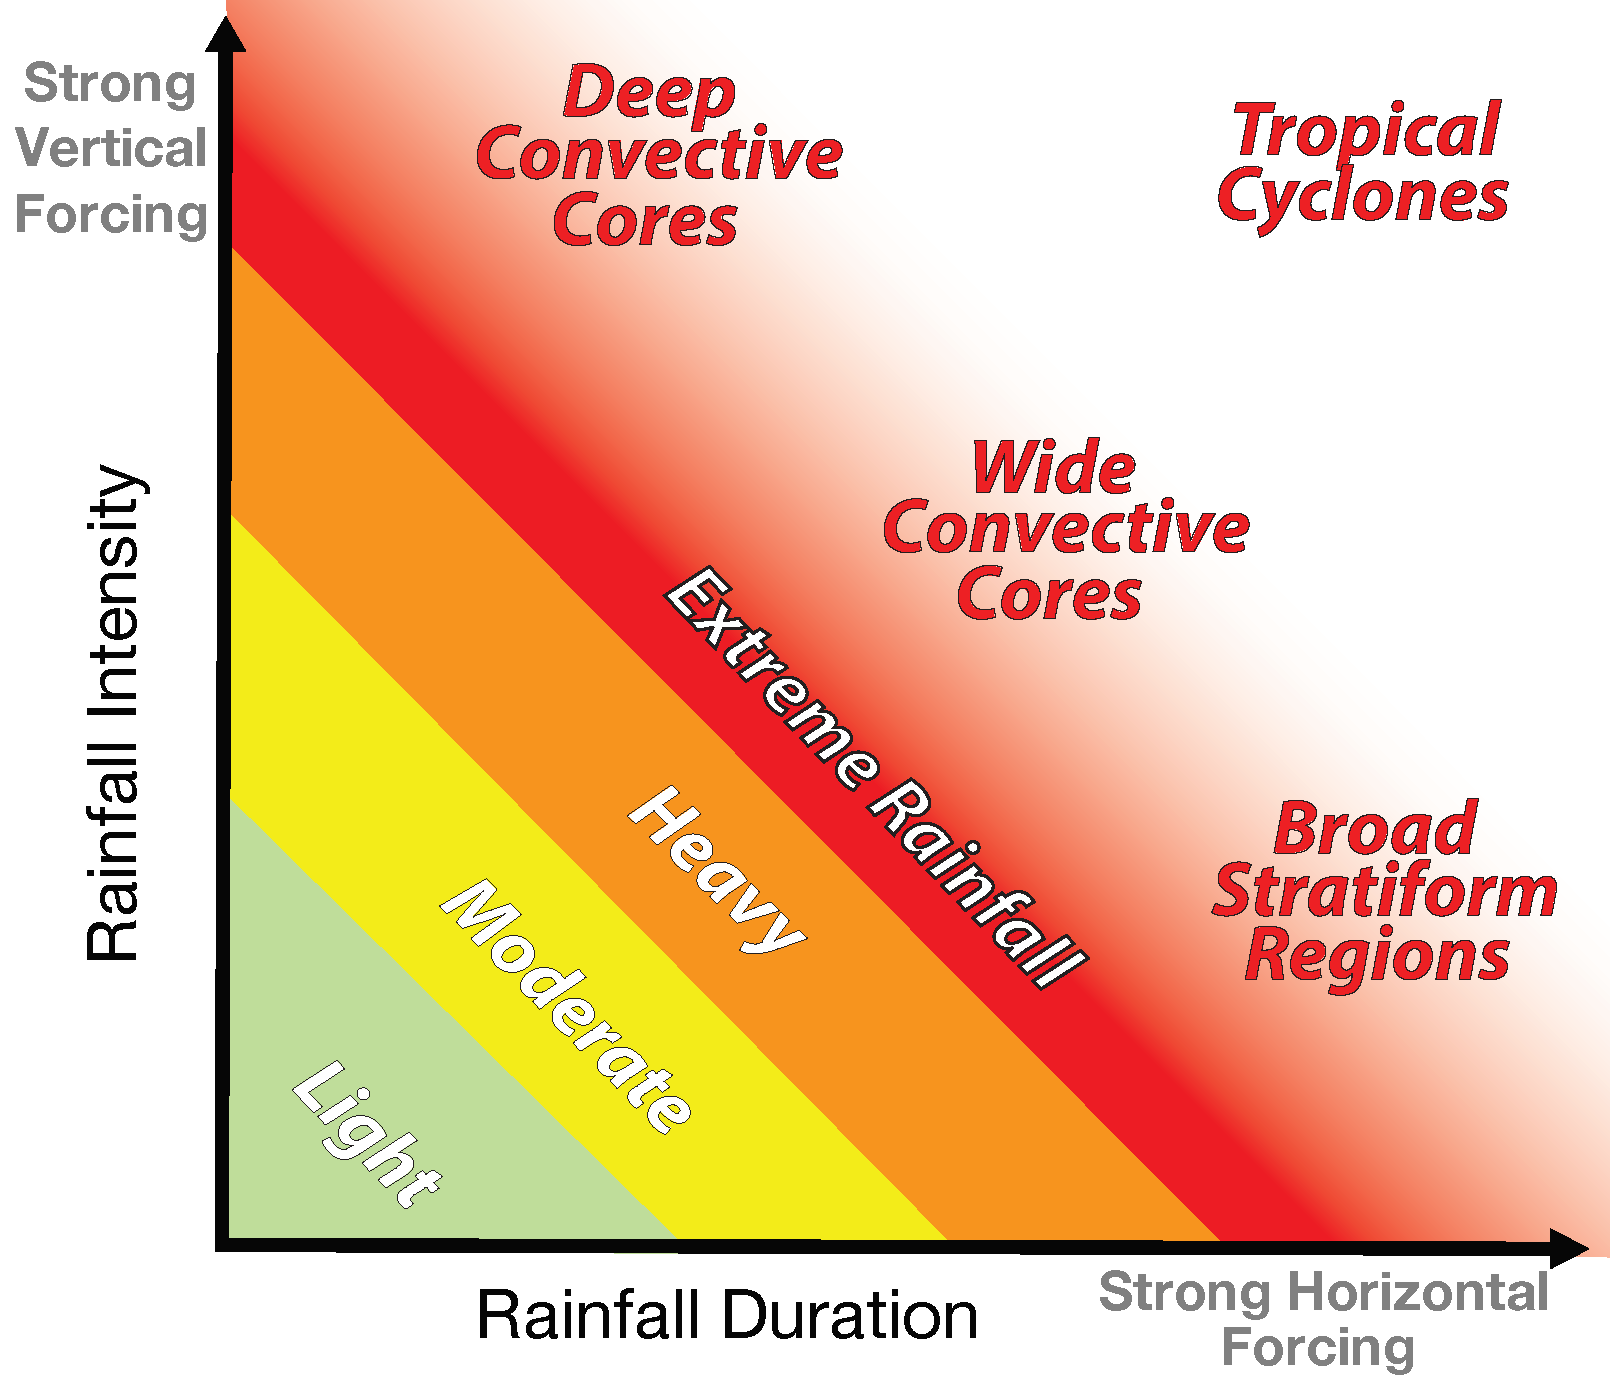 Strong
Vertical
Forcing
Deep
Convective
Cores
Tropical
Cyclones
Wide
Convective
Cores
Broad
Stratiform
Regions
Extreme Rainfall
Heavy
Moderate
Light
Rainfall Intensity
Rainfall Duration
Strong Horizontal
Forcing